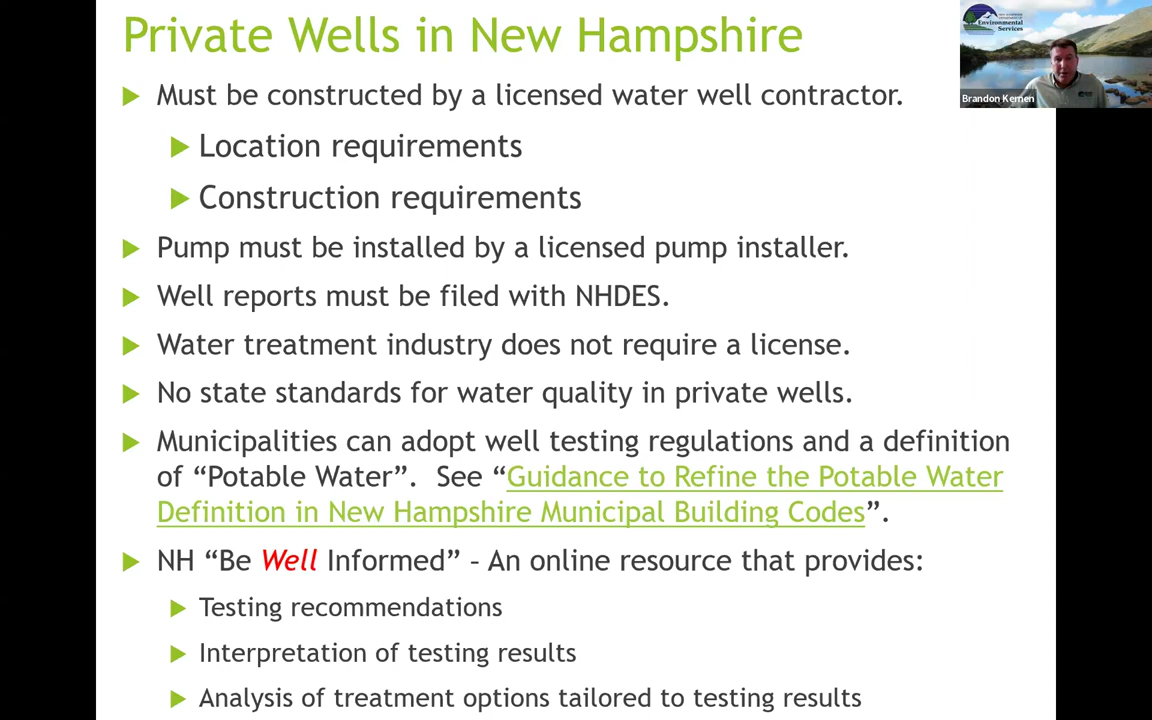 Private Wells in New Hampshire
Must be constructed by a licensed water well contractor.
Location requirements
Construction requirements
Pump must be installed by a licensed pump installer.
Well reports must be filed with NHDES.
Water treatment industry does not require a license.
No state standards for water quality in private wells.
Municipalities can adopt well testing regulations and a definition
of “Potable Water”. See “Guidance to Refine the Potable Water
Definition in New Hampshire Municipal Building Codes”.
NH “Be Well Informed” – An online resource that provides:
Testing recommendations
Interpretation of testing results
Analysis of treatment options tailored to testing results
Environmental
Services
Brandon Kernen